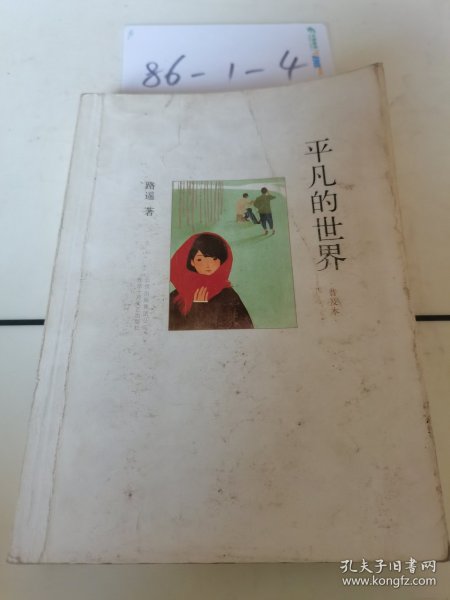 86-1-4
平凡的世界
普及本
路遥 著
孔夫子旧书网
www.kongfz.com